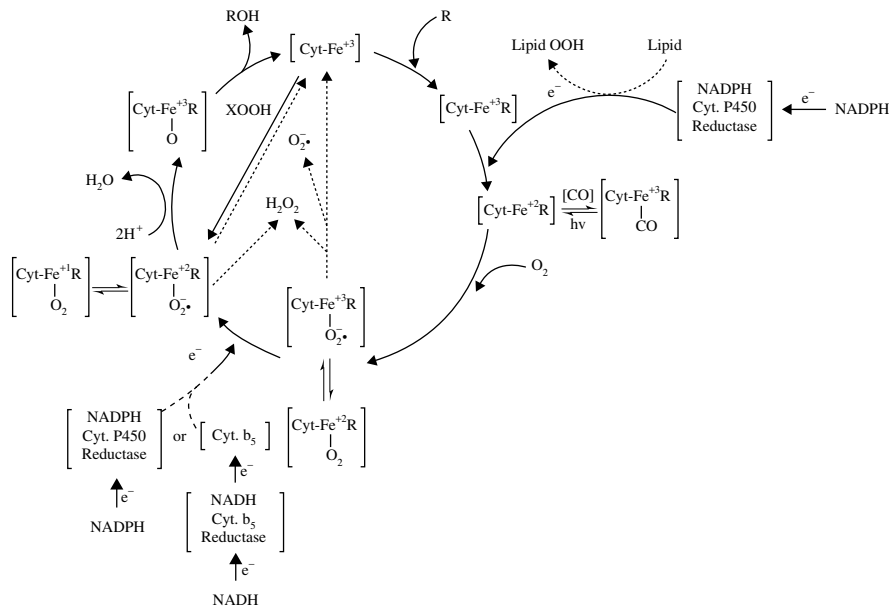 ROH
[Cyt-Fe⁺³]
R
Lipid OOH
Lipid
e⁻
NADPH
Cyt. P450
Reductase
e⁻
NADPH
[Cyt-Fe⁺³R]
Cyt-Fe⁺³R
O
XOOH
O₂⁻•
H₂O
H₂O₂
2H⁺
[Cyt-Fe⁺²R]
[CO]
hν
Cyt-Fe⁺³R
CO
O₂
Cyt-Fe⁺¹R
O₂
Cyt-Fe⁺²R
O₂⁻•
Cyt-Fe⁺³R
O₂⁻•
e⁻
NADPH
Cyt. P450
Reductase
or
[Cyt. b₅]
Cyt-Fe⁺²R
O₂
e⁻
NADPH
e⁻
NADH
Cyt. b₅
Reductase
e⁻
NADH